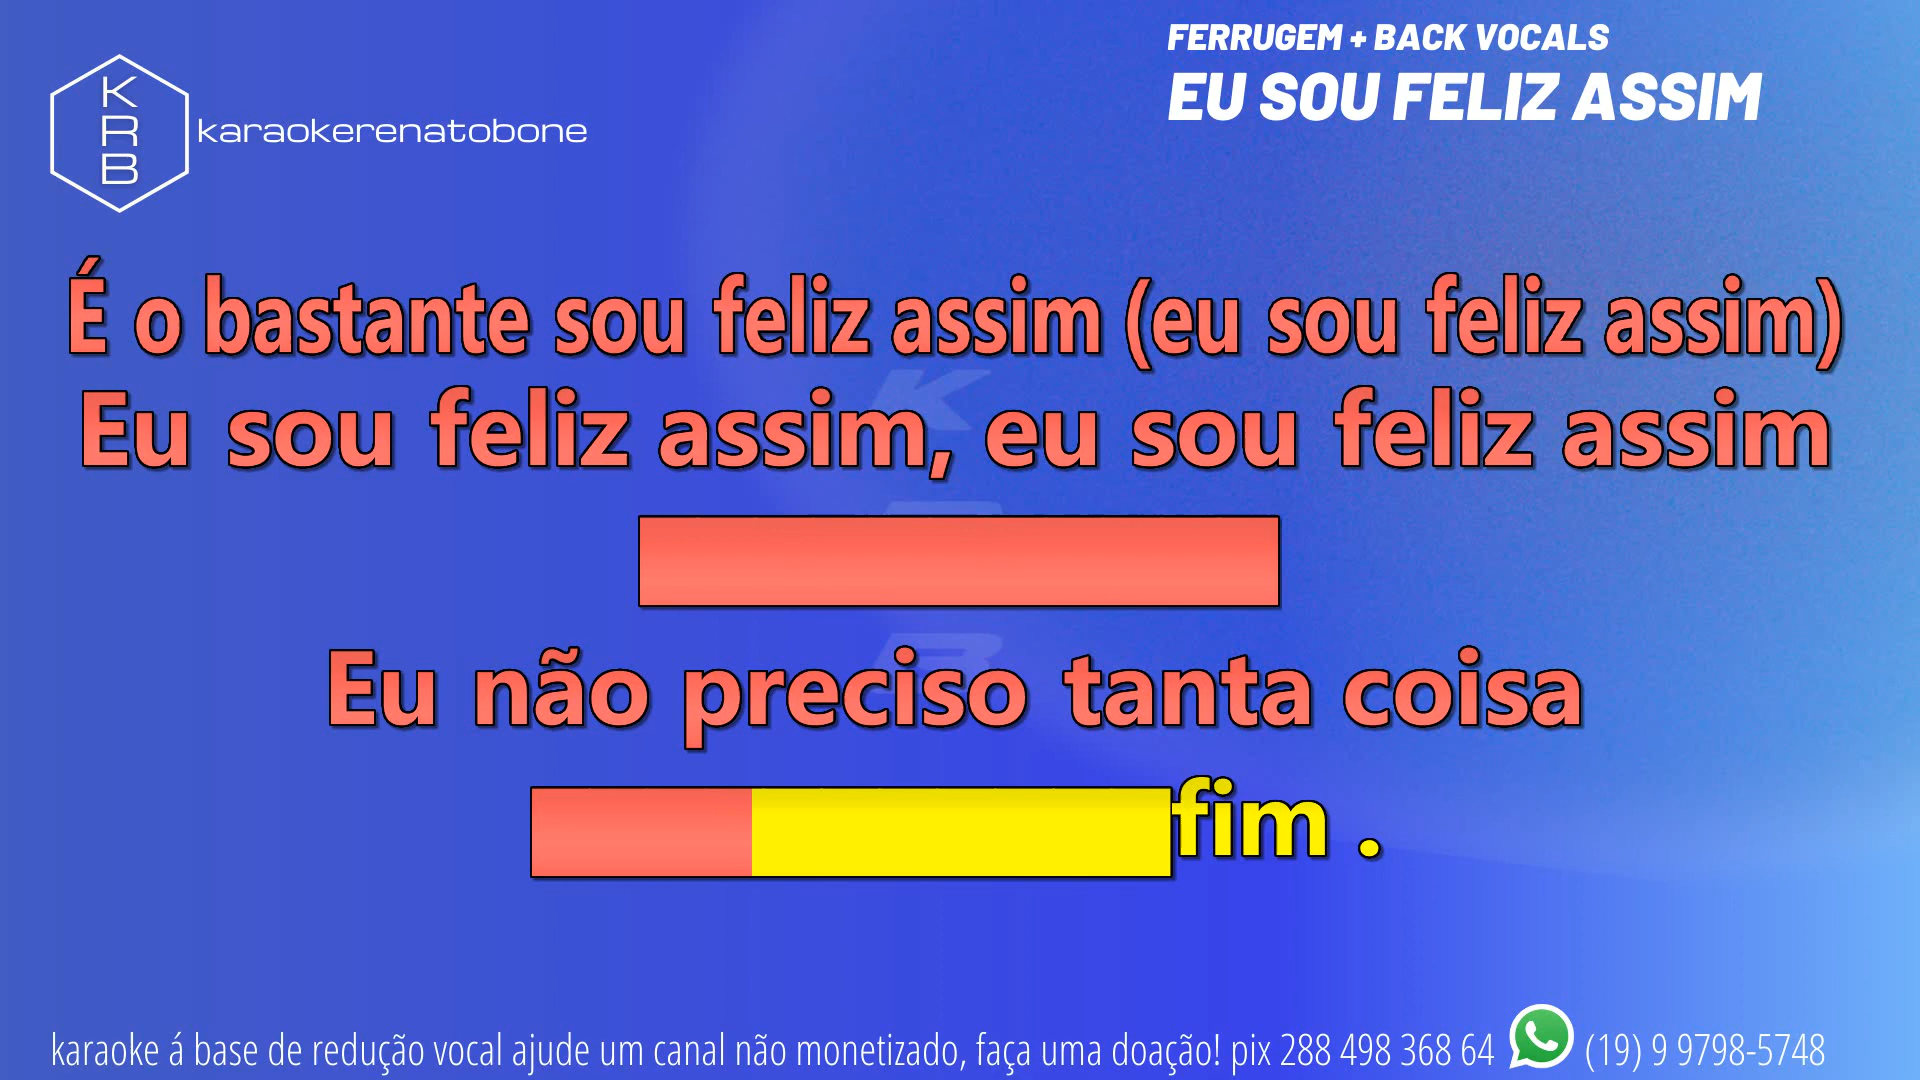 FERRUGEM + BACK VOCALS
EU SOU FELIZ ASSIM
K
R
B
karaokerenatobone
É o bastante sou feliz assim (eu sou feliz assim)
Eu sou feliz assim, eu sou feliz assim
K
R
B
Eu não preciso tanta coisa
fim .
karaoke á base de redução vocal ajude um canal não monetizado, faça uma doação! pix 288 498 368 64 (19) 9 9798-5748